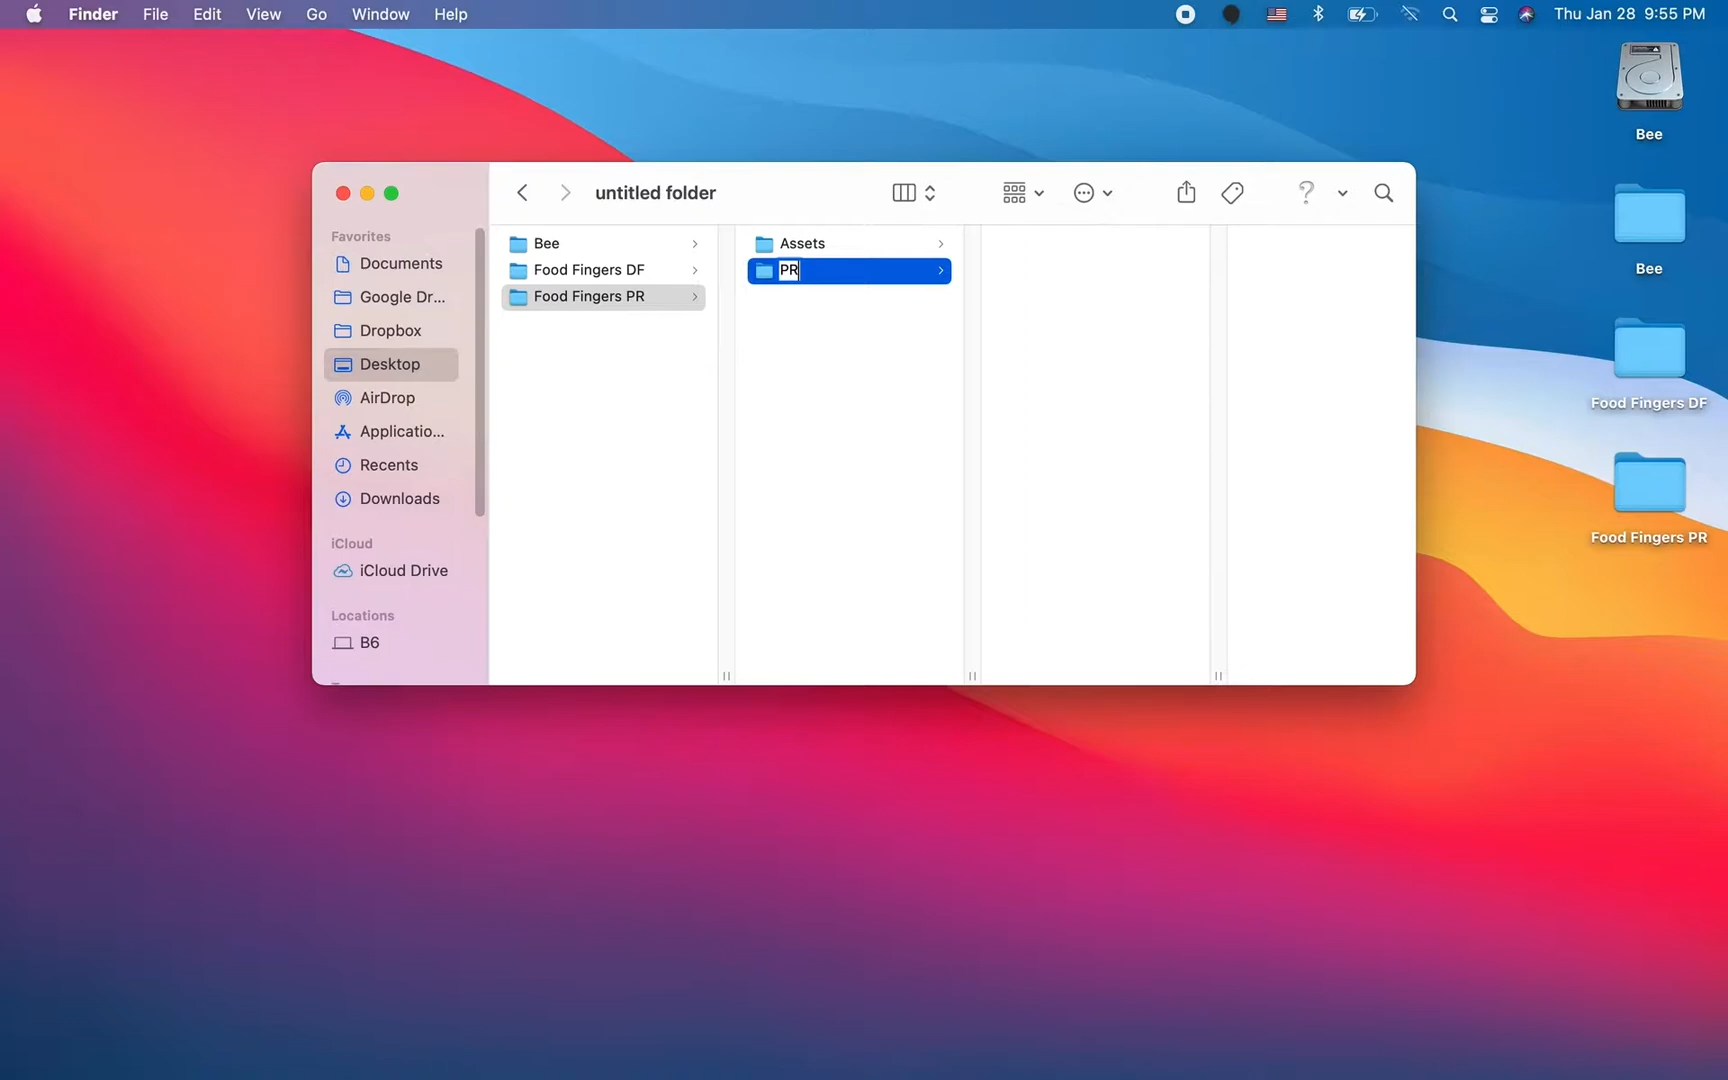 Finder File Edit View Go Window Help Thu Jan 28 9:55 PM
untitled folder
Favorites
Documents
Google Dr...
Dropbox
Desktop
AirDrop
Applicatio...
Recents
Downloads
iCloud
iCloud Drive
Locations
B6
Bee
Food Fingers DF
Food Fingers PR
Assets
PR
Bee
Bee
Food Fingers DF
Food Fingers PR